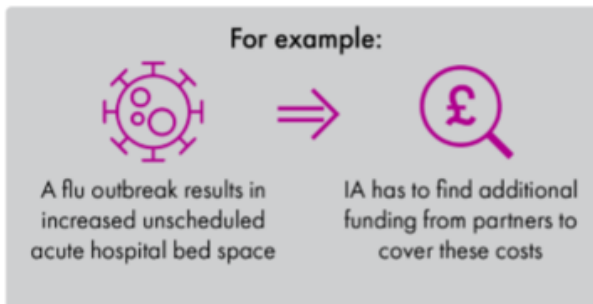 For example:
£
A flu outbreak results in
increased unscheduled
acute hospital bed space
IA has to find additional
funding from partners to
cover these costs